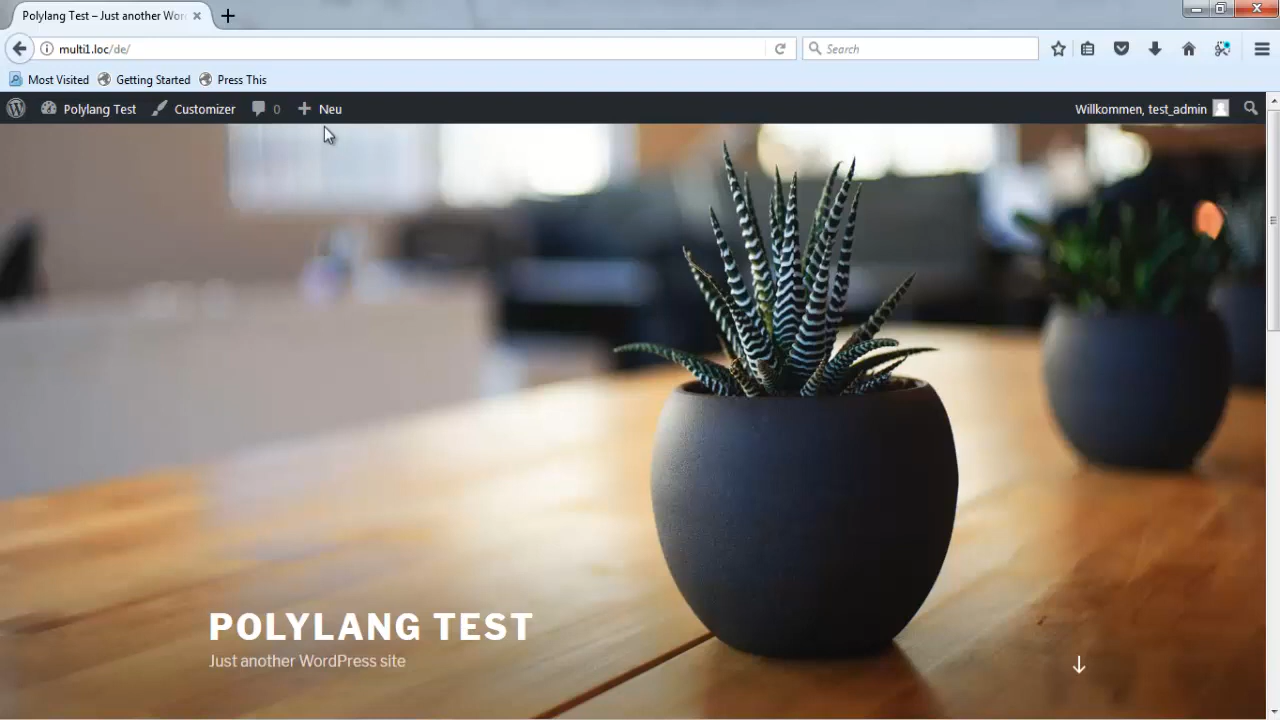 Polylang Test – Just another Wor
multi1.loc/de/
Search
Most Visited
Getting Started
Press This
Polylang Test
Customizer
0
Neu
Willkommen, test_admin
POLYLANG TEST
Just another WordPress site